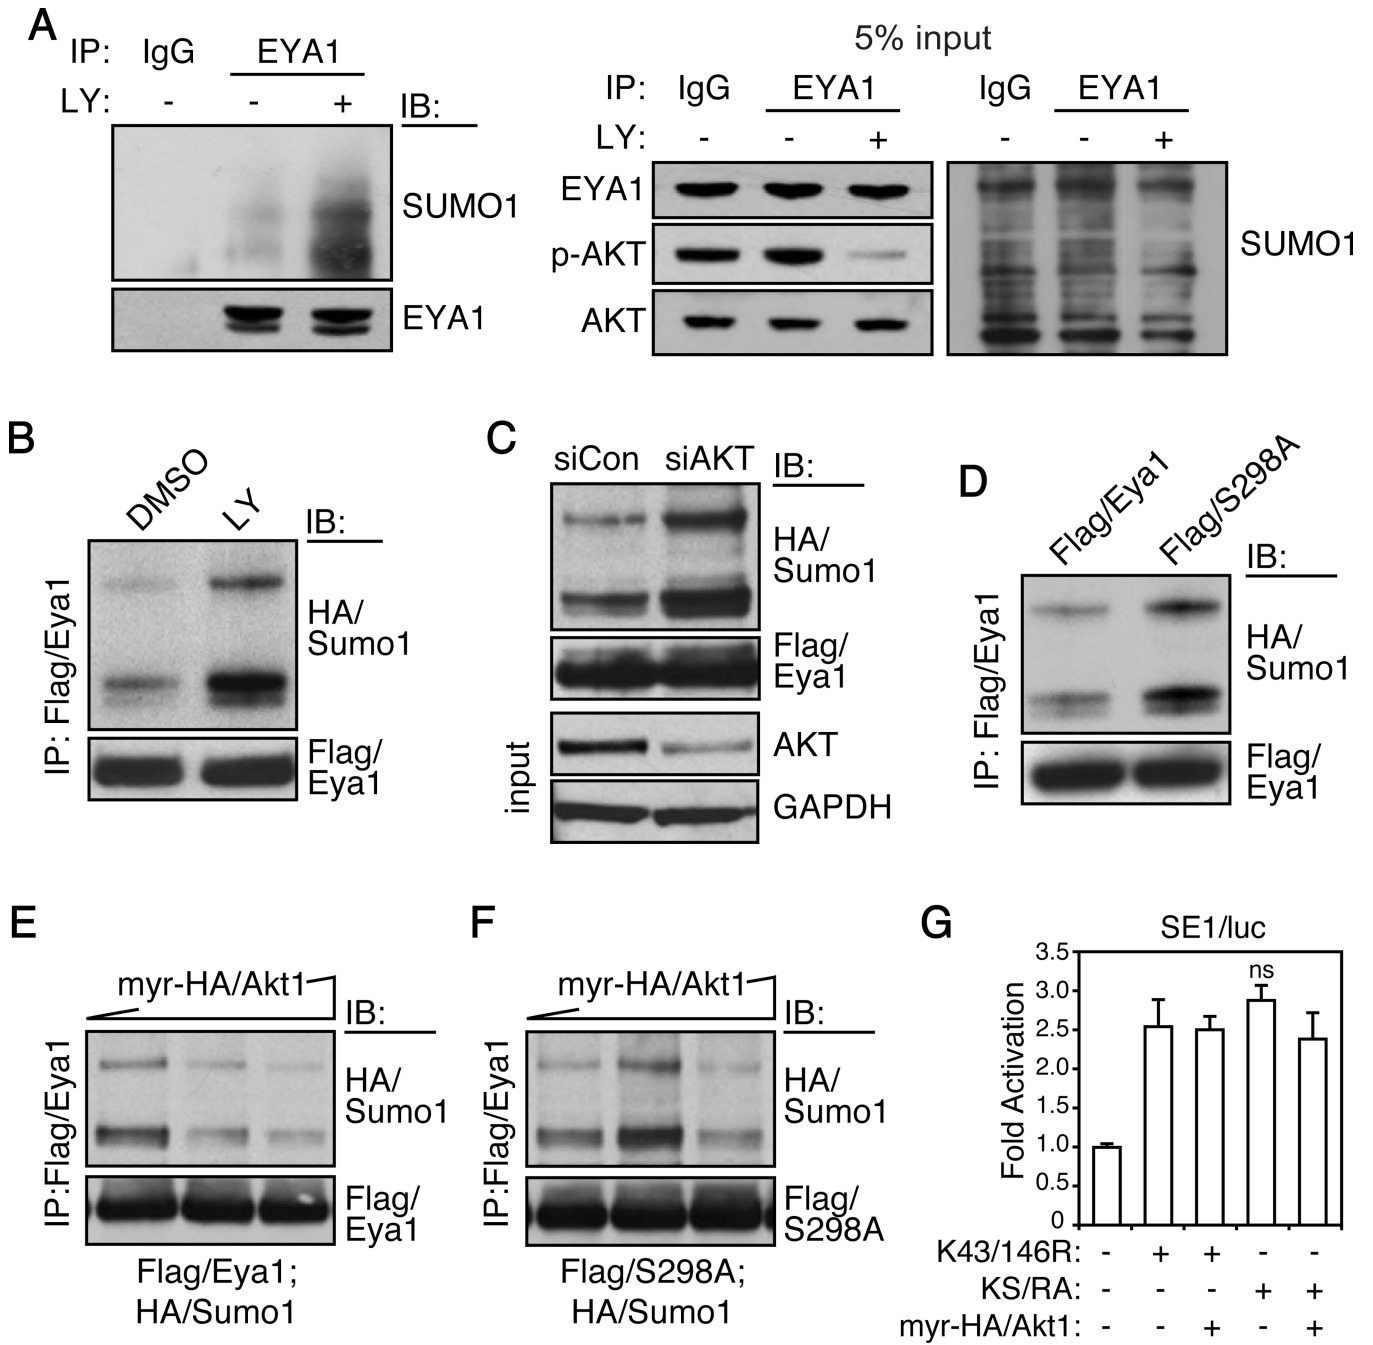 A
IP: IgG EYA1
LY: - - + IB:
SUMO1
EYA1
5% input
IP: IgG EYA1 IgG EYA1
LY: - - + - - +
EYA1
p-AKT
AKT
SUMO1
B
DMSO LY IB:
IP: Flag/Eya1
HA/
Sumo1
Flag/
Eya1
C
siCon siAKT IB:
HA/
Sumo1
Flag/
Eya1
input
AKT
GAPDH
D
Flag/Eya1 Flag/S298A
IB:
IP: Flag/Eya1
HA/
Sumo1
Flag/
Eya1
E
myr-HA/Akt1
IB:
IP:Flag/Eya1
HA/
Sumo1
Flag/
Eya1
Flag/Eya1;
HA/Sumo1
F
myr-HA/Akt1
IB:
IP:Flag/Eya1
HA/
Sumo1
Flag/
S298A
Flag/S298A;
HA/Sumo1
G
SE1/luc
Fold Activation
3.5
3.0
2.5
2.0
1.5
1.0
0.5
0
ns
K43/146R: - + + - -
KS/RA: - - - + +
myr-HA/Akt1: - - + - +